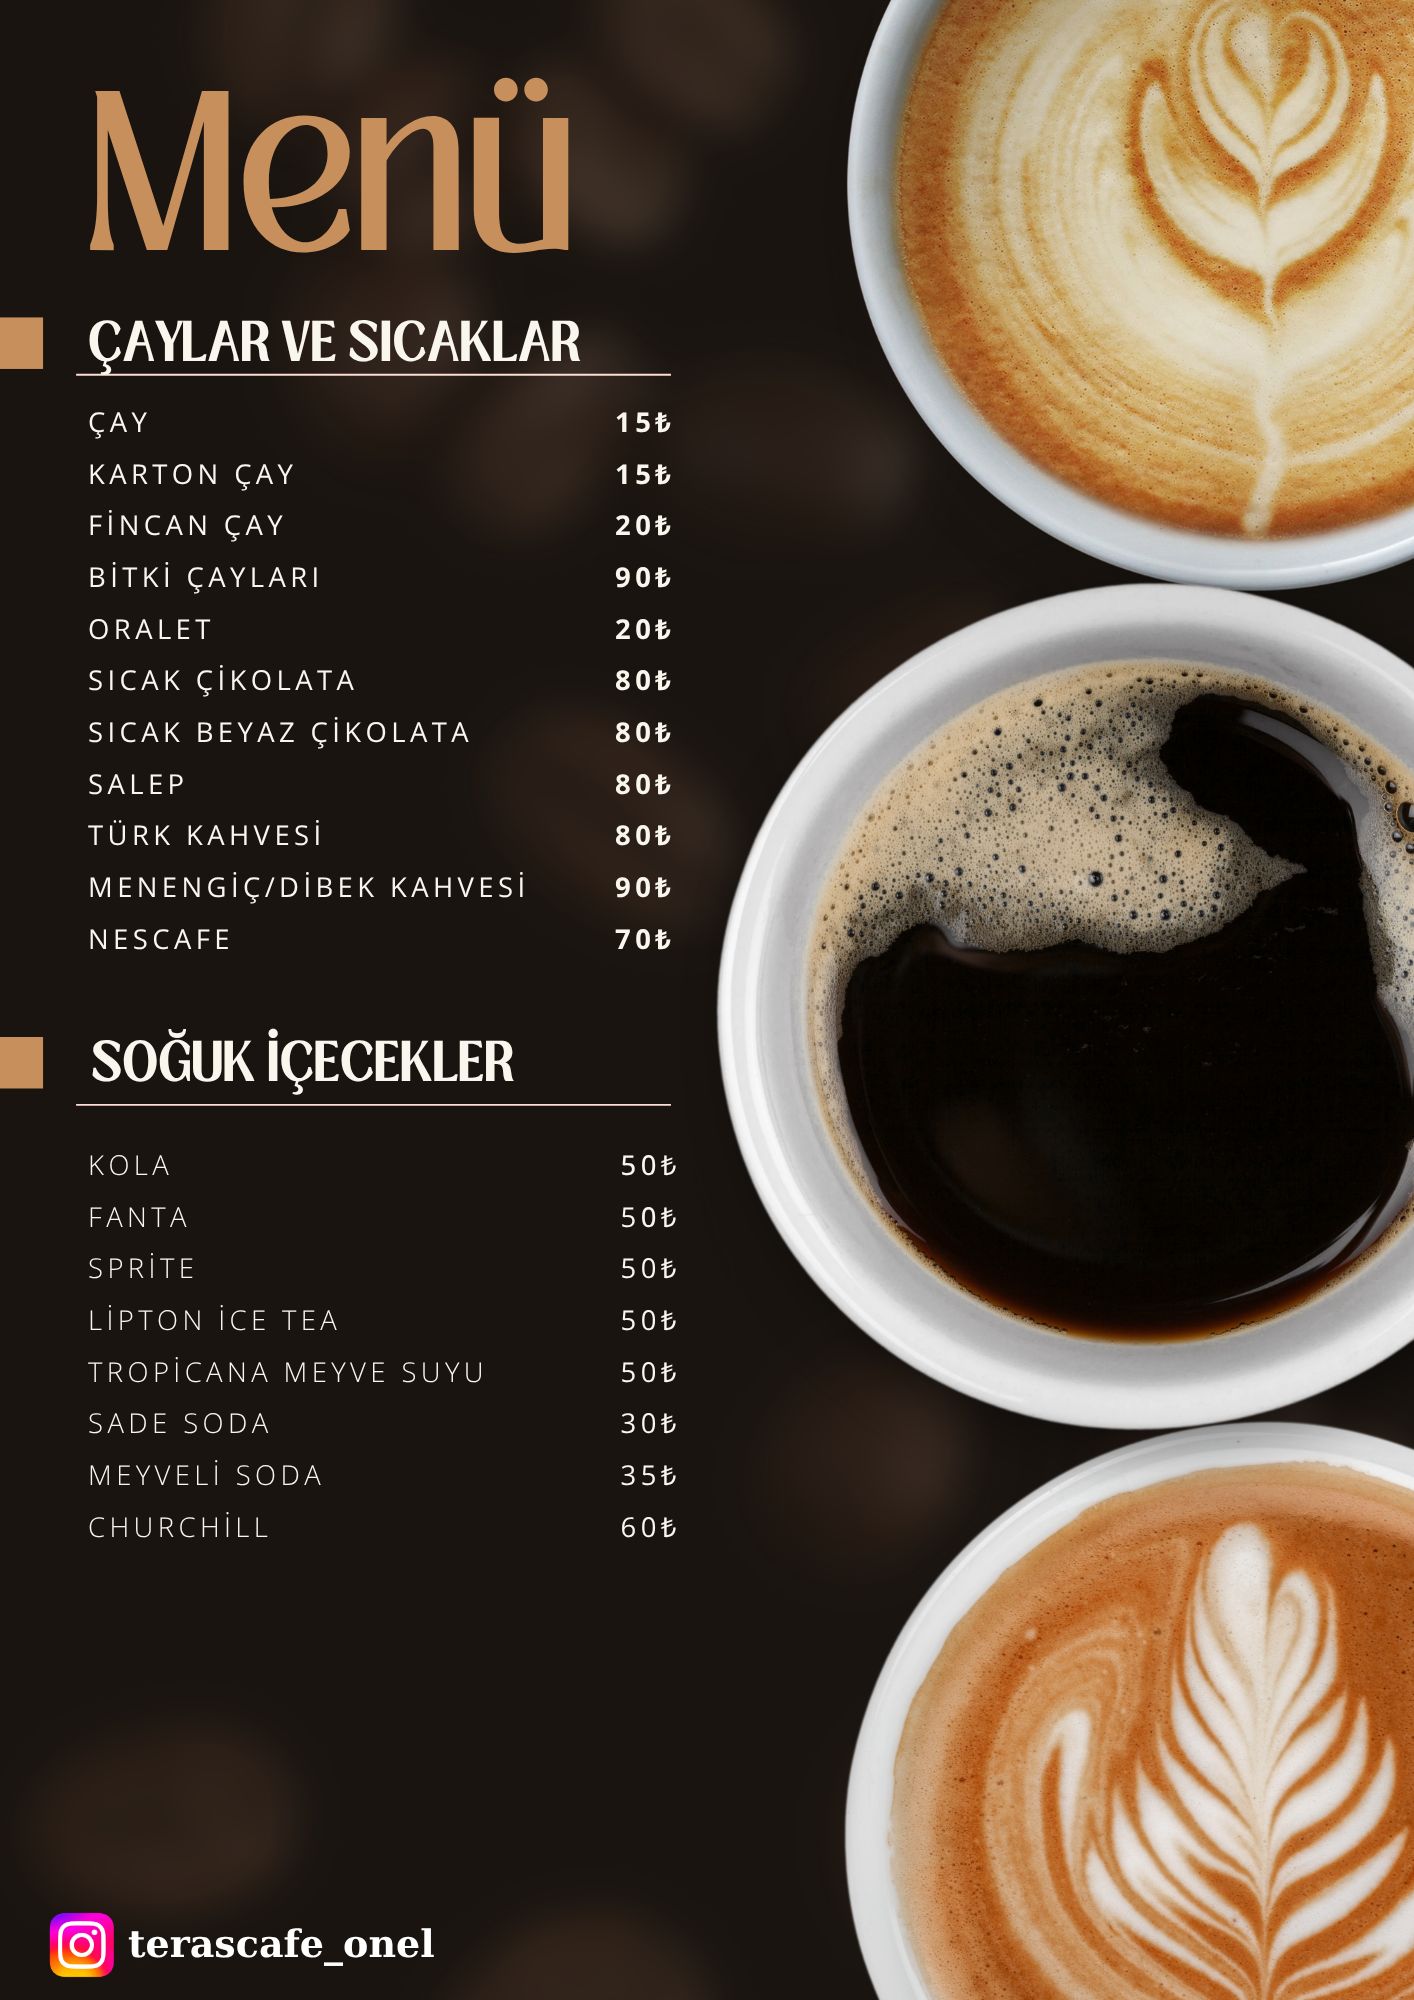 Menü
ÇAYLAR VE SICAKLAR
ÇAY 15₺
KARTON ÇAY 15₺
FİNCAN ÇAY 20₺
BİTKİ ÇAYLARI 90₺
ORALET 20₺
SICAK ÇİKOLATA 80₺
SICAK BEYAZ ÇİKOLATA 80₺
SALEP 80₺
TÜRK KAHVESİ 80₺
MENENGİÇ/DİBEK KAHVESİ 90₺
NESCAFE 70₺
SOĞUK İÇECEKLER
KOLA 50₺
FANTA 50₺
SPRİTE 50₺
LİPTON İCE TEA 50₺
TROPİCANA MEYVE SUYU 50₺
SADE SODA 30₺
MEYVELİ SODA 35₺
CHURCHİLL 60₺
terascafe_onel